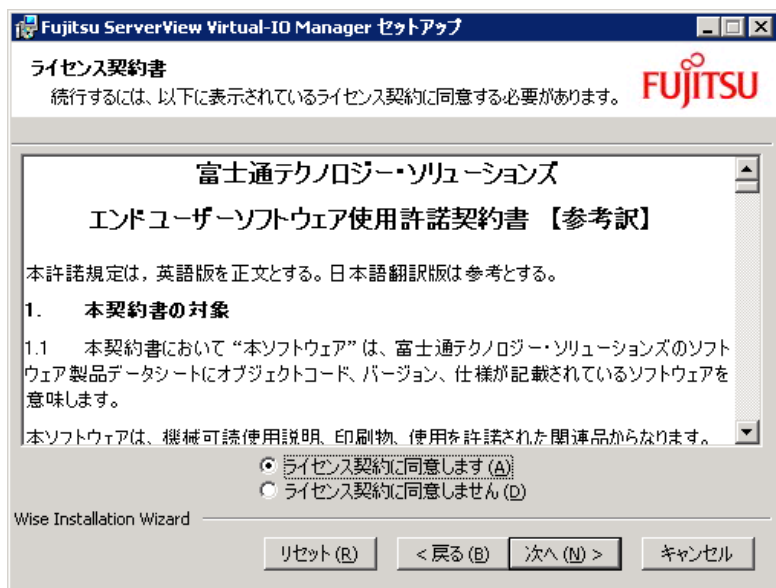 Fujitsu ServerView Virtual-IO Manager セットアップ
ライセンス契約書
続行するには、以下に表示されているライセンス契約に同意する必要があります。
FUJITSU
富士通テクノロジー・ソリューションズ
エンドユーザーソフトウェア使用許諾契約書 【参考訳】
本許諾規定は，英語版を正文とする。日本語翻訳版は参考とする。
1. 本契約書の対象
1.1 本契約書において “本ソフトウェア” は、富士通テクノロジー・ソリューションズのソフト
ウェア製品データシートにオブジェクトコード、バージョン、仕様が記載されているソフトウェアを
意味します。
本ソフトウェアは、機械可読使用説明、印刷物、使用を許諾された関連品からなります。
ライセンス契約に同意します(A)
ライセンス契約に同意しません(D)
Wise Installation Wizard
リセット(R)
<戻る(B)
次へ(N)>
キャンセル